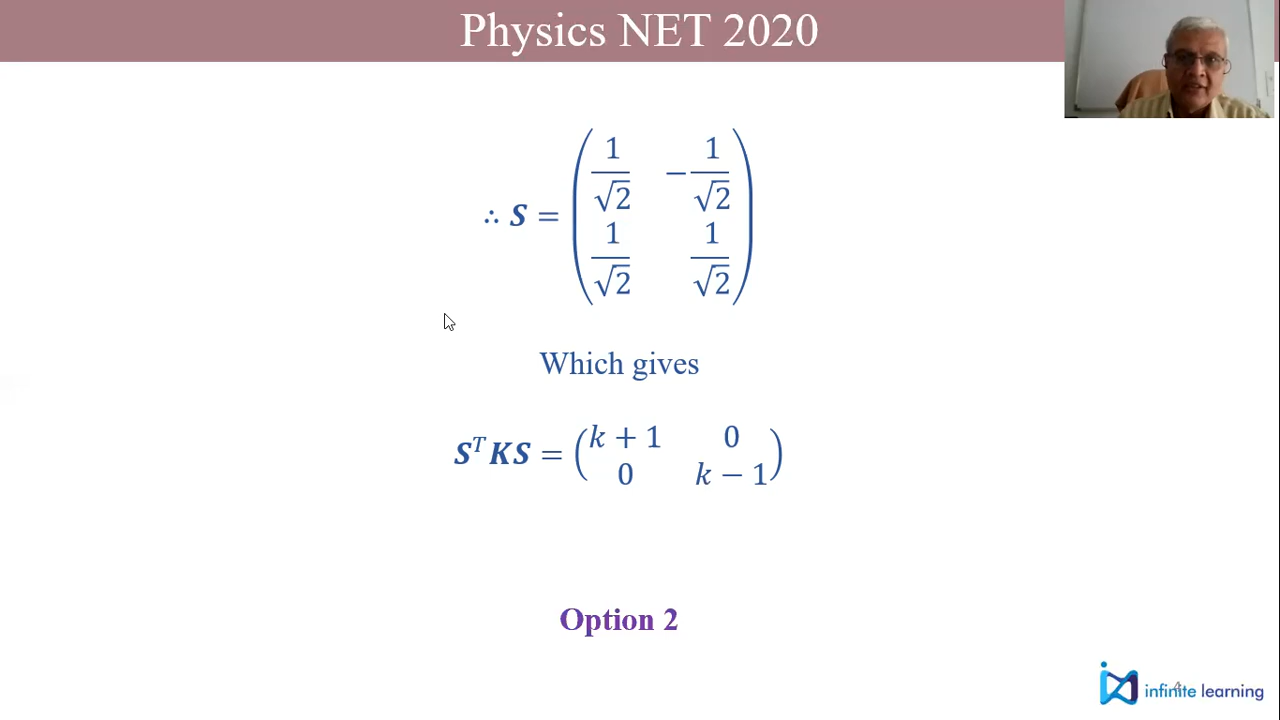 Physics NET 2020
∴ S = ( 1/√2 −1/√2
1/√2 1/√2 )
Which gives
SᵀKS = ( k + 1 0
0 k − 1 )
Option 2
infinite learning